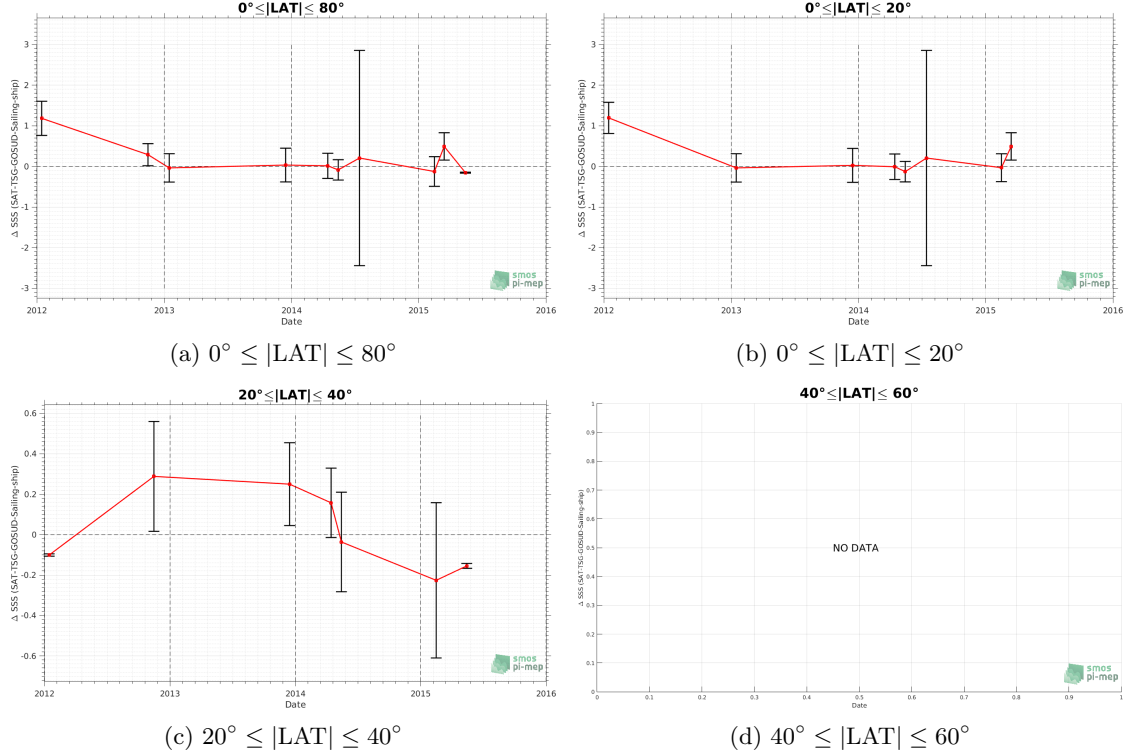 0°≤|LAT|≤ 80°
Δ SSS (SAT-TSG-GOSUD-Sailing-ship)
3
2
1
0
-1
-2
-3
2012
2013
2014
2015
2016
Date
smos
pi-mep
(a) 0° ≤ |LAT| ≤ 80°
0°≤|LAT|≤ 20°
Δ SSS (SAT-TSG-GOSUD-Sailing-ship)
3
2
1
0
-1
-2
-3
2012
2013
2014
2015
2016
Date
smos
pi-mep
(b) 0° ≤ |LAT| ≤ 20°
20°≤|LAT|≤ 40°
Δ SSS (SAT-TSG-GOSUD-Sailing-ship)
0.6
0.4
0.2
0
-0.2
-0.4
-0.6
2012
2013
2014
2015
2016
Date
smos
pi-mep
(c) 20° ≤ |LAT| ≤ 40°
40°≤|LAT|≤ 60°
Δ SSS (SAT-TSG-GOSUD-Sailing-ship)
1
0.9
0.8
0.7
0.6
0.5
0.4
0.3
0.2
0.1
0
NO DATA
0
0.1
0.2
0.3
0.4
0.5
0.6
0.7
0.8
0.9
1
Date
smos
pi-mep
(d) 40° ≤ |LAT| ≤ 60°